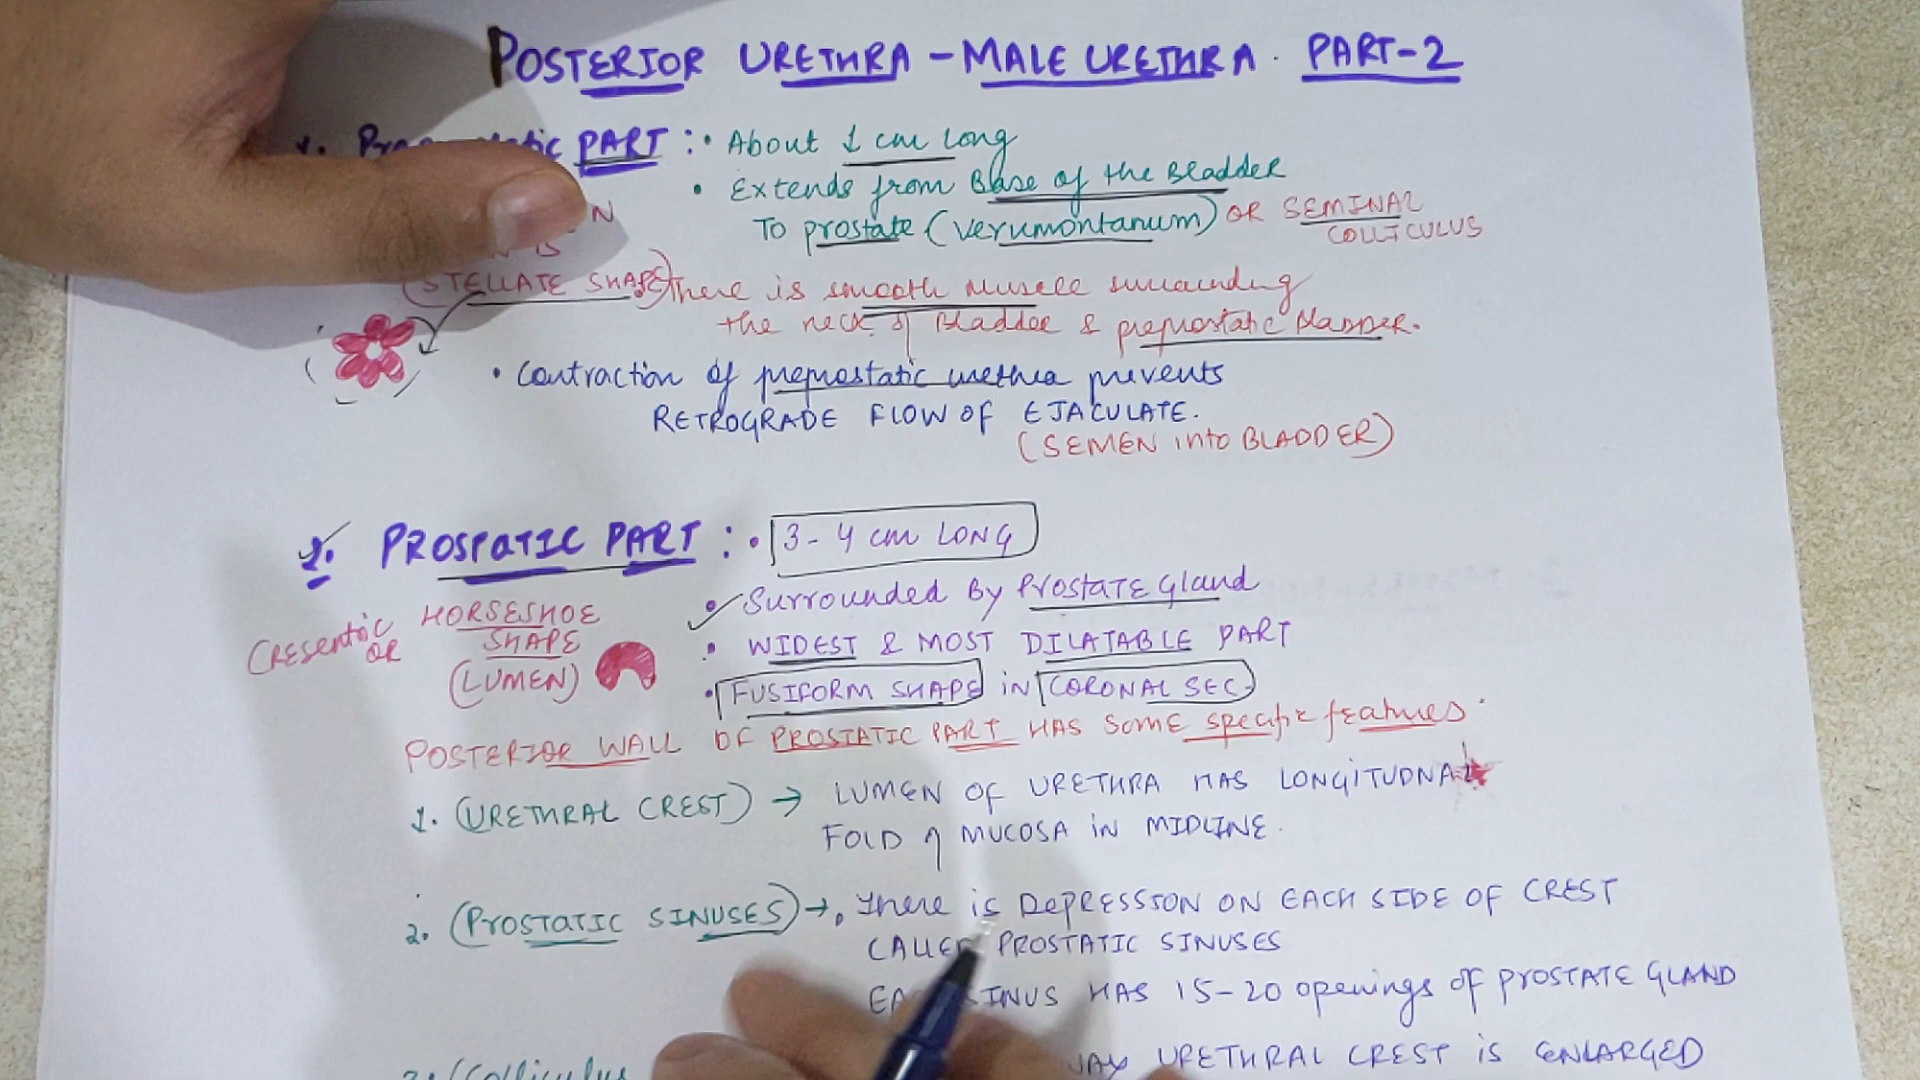 POSTERIOR URETHRA - MALE URETHRA. PART-2
PART : • About 1 cm long
• Extends from Base of the Bladder
To prostate (verumontanum) OR SEMINAL
COLLICULUS
IS
(STELLATE SHAPE)
There is smooth muscle surrounding
the neck of Bladder & preprostatic
• Contraction of preprostatic urethra prevents
RETROGRADE FLOW OF EJACULATE.
(SEMEN into BLADDER)
2. PROSTATIC PART : • 3-4 cm LONG
• Surrounded By Prostate Gland
CRESENTIC OR HORSESHOE SHAPE (LUMEN)
• WIDEST & MOST DILATABLE PART
• FUSIFORM SHAPE in CORONAL SEC
POSTERIOR WALL OF PROSTATIC PART HAS SOME specific features.
1. (URETHRAL CREST) → LUMEN OF URETHRA HAS LONGITUDNAL
FOLD of MUCOSA IN MIDLINE.
2. (Prostatic SINUSES) → • There is DEPRESSION ON EACH SIDE OF CREST
CALLED PROSTATIC SINUSES
SINUS HAS 15-20 openings of PROSTATE GLAND
3. (Colliculus
URETHRAL CREST is ENLARGED